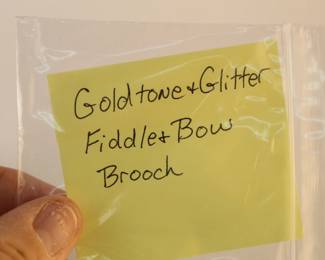 Goldtone & Glitter
Fiddle & Bow
Brooch